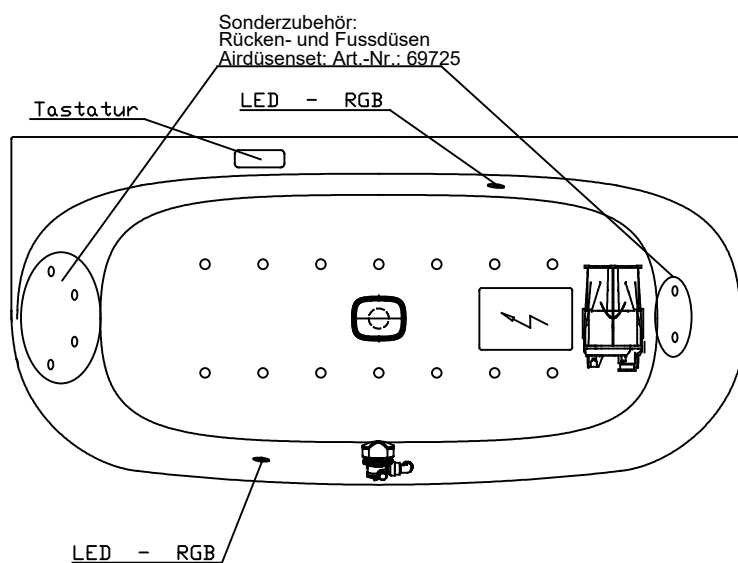 Sonderzubehör:
Rücken- und Fussdüsen
Airdüsenset: Art.-Nr.: 69725
LED - RGB
Tastatur
LED - RGB